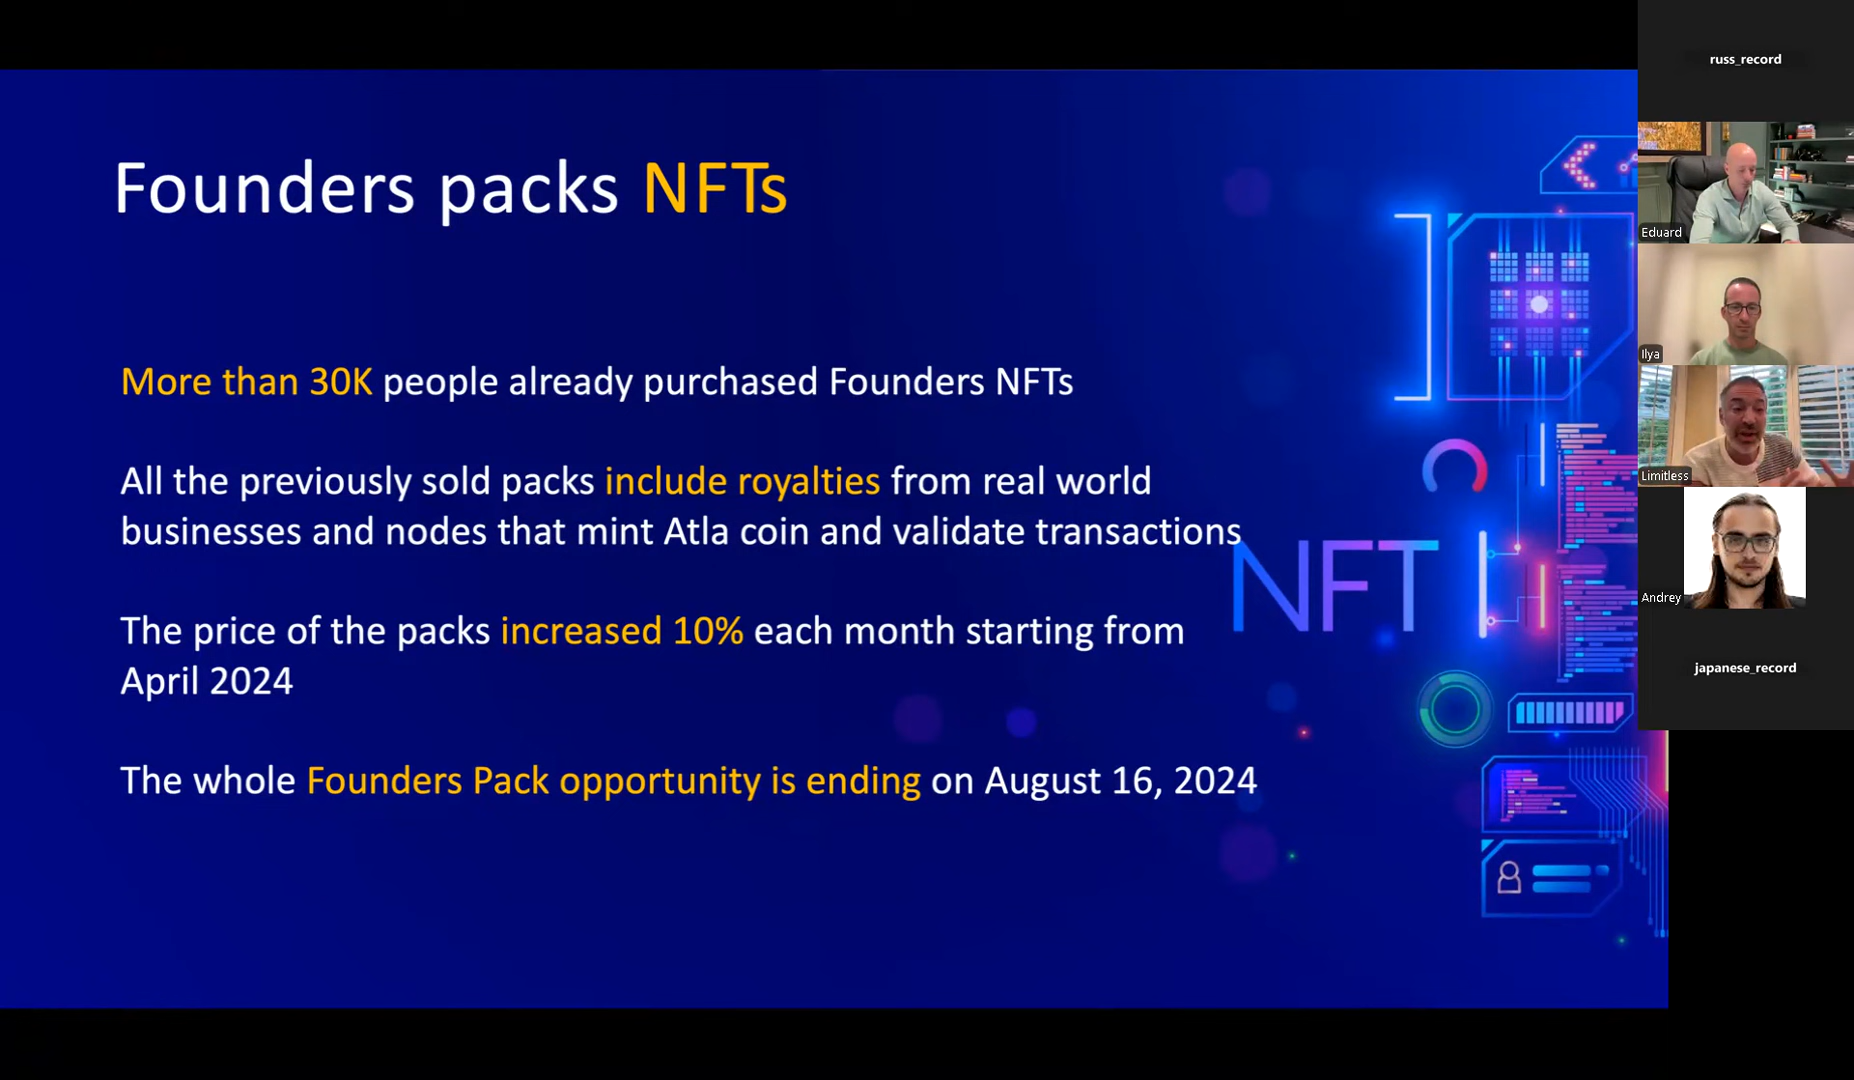 Founders packs NFTs
More than 30K people already purchased Founders NFTs
All the previously sold packs include royalties from real world
businesses and nodes that mint Atla coin and validate transactions
The price of the packs increased 10% each month starting from
April 2024
The whole Founders Pack opportunity is ending on August 16, 2024
NFT
russ_record
Eduard
Ilya
Limitless
Andrey
japanese_record